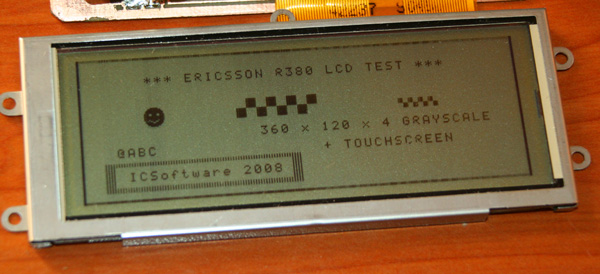 *** ERICSSON R380 LCD TEST ***
360 x 120 x 4 GRAYSCALE
+ TOUCHSCREEN
@ABC
ICSoftware 2008